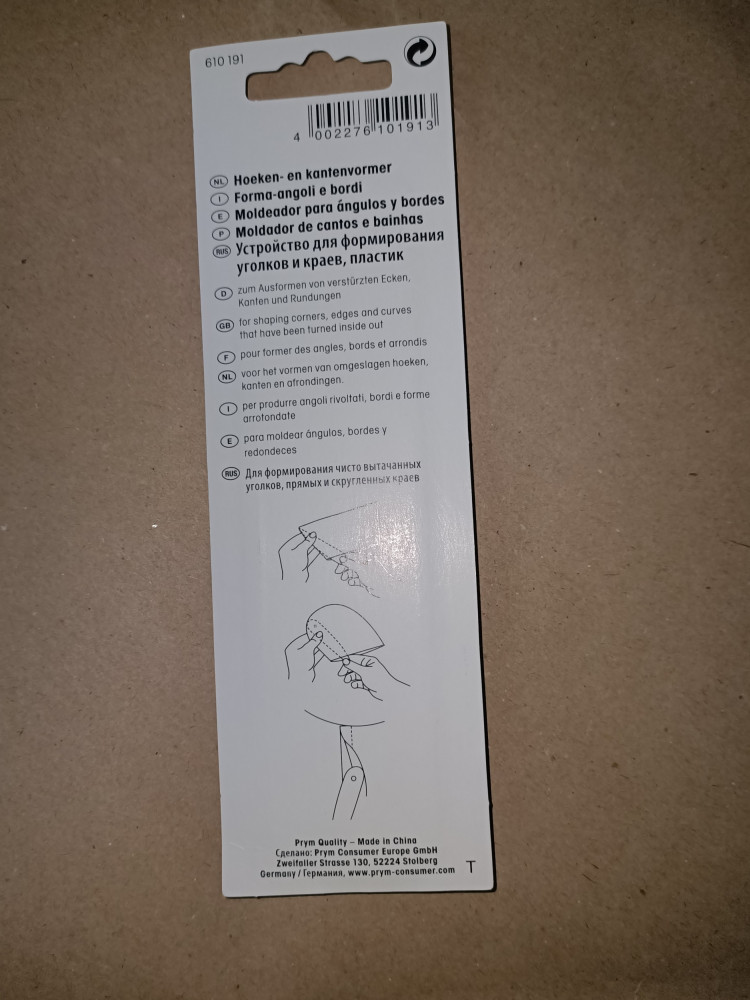 610 191
4 002276 101913
NL Hoeken- en kantenvormer
I Forma-angoli e bordi
E Moldeador para ángulos y bordes
P Moldador de cantos e bainhas
RUS Устройство для формирования
уголков и краев, пластик
D zum Ausformen von verstürzten Ecken,
Kanten und Rundungen
GB for shaping corners, edges and curves
that have been turned inside out
F pour former des angles, bords et arrondis
NL voor het vormen van omgeslagen hoeken,
kanten en afrondingen.
I per produrre angoli rivoltati, bordi e forme
arrotondate
E para moldear ángulos, bordes y
redondeces
RUS Для формирования чисто вытачанных
уголков, прямых и скругленных краев
Prym Quality – Made in China
Сделано: Prym Consumer Europe GmbH
Zweifaller Strasse 130, 52224 Stolberg
Germany / Германия, www.prym-consumer.com
T